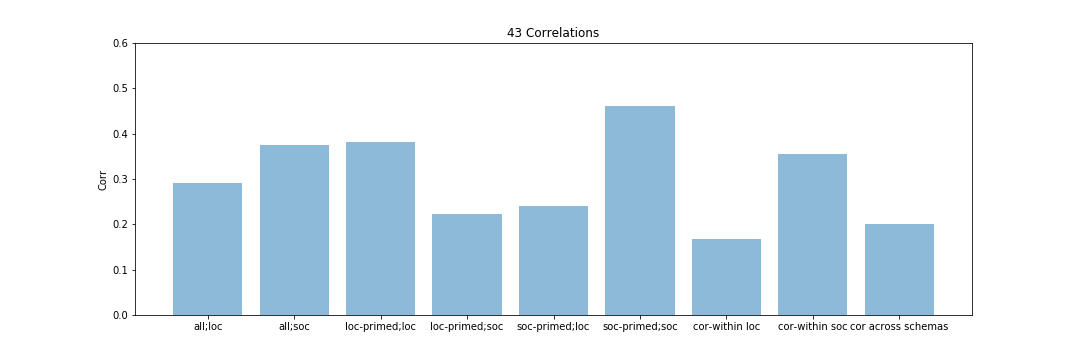 43 Correlations
Corr
0.6
0.5
0.4
0.3
0.2
0.1
0.0
all;loc all;soc loc-primed;loc loc-primed;soc soc-primed;loc soc-primed;soc cor-within loc cor-within soc cor across schemas